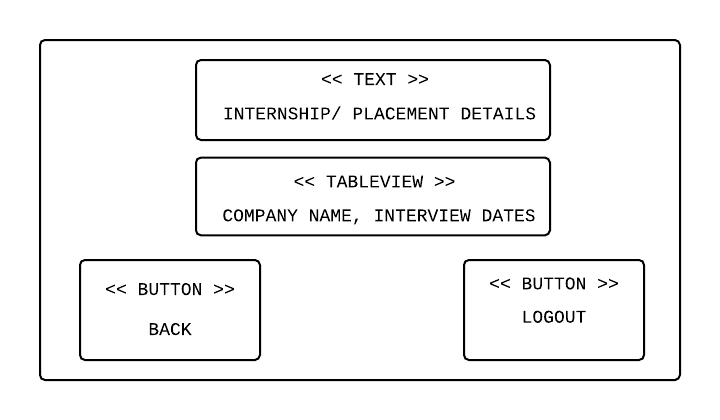 << TEXT >>
INTERNSHIP/ PLACEMENT DETAILS
<< TABLEVIEW >>
COMPANY NAME, INTERVIEW DATES
<< BUTTON >>
BACK
<< BUTTON >>
LOGOUT